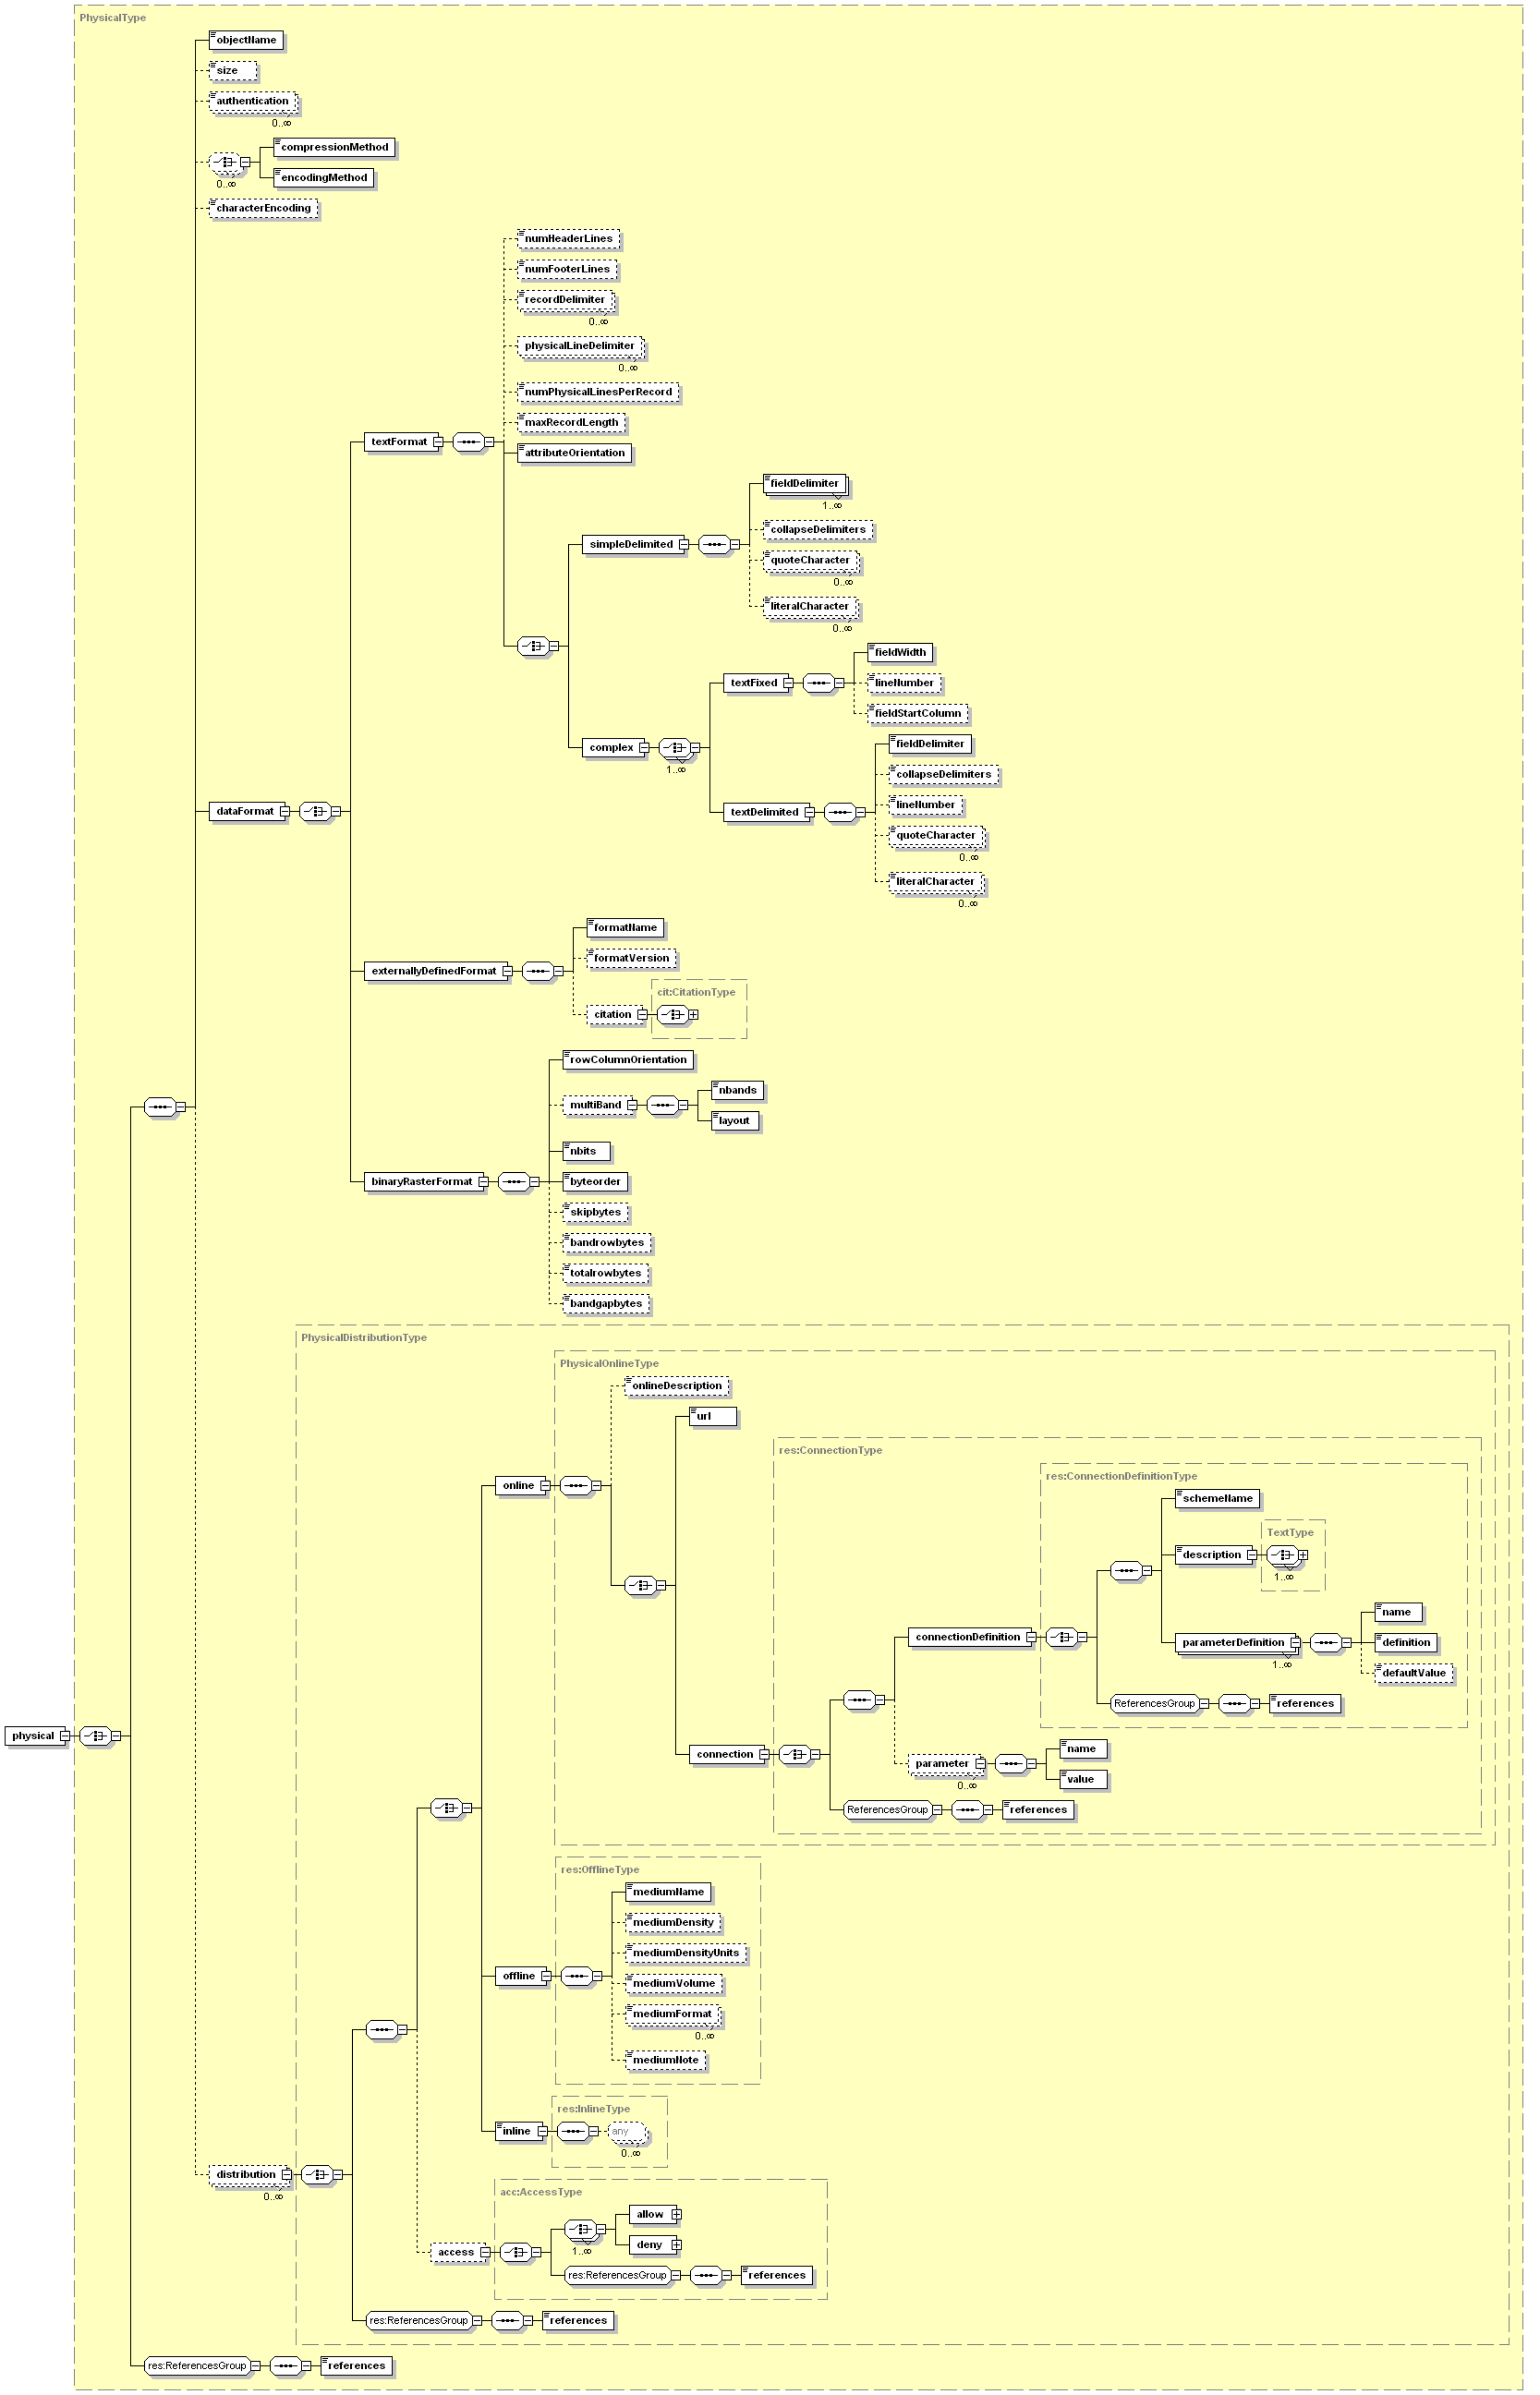 PhysicalType
objectName
size
authentication
0..∞
compressionMethod
0..∞
encodingMethod
characterEncoding
numHeaderLines
numFooterLines
recordDelimiter
0..∞
physicalLineDelimiter
0..∞
numPhysicalLinesPerRecord
maxRecordLength
textFormat
attributeOrientation
fieldDelimiter
1..∞
collapseDelimiters
simpleDelimited
quoteCharacter
0..∞
literalCharacter
0..∞
fieldWidth
textFixed
lineNumber
fieldStartColumn
complex
1..∞
fieldDelimiter
collapseDelimiters
lineNumber
dataFormat
textDelimited
quoteCharacter
0..∞
literalCharacter
0..∞
formatName
formatVersion
externallyDefinedFormat
cit:CitationType
citation
rowColumnOrientation
nbands
multiBand
layout
nbits
binaryRasterFormat
byteorder
skipbytes
bandrowbytes
totalrowbytes
bandgapbytes
PhysicalDistributionType
PhysicalOnlineType
onlineDescription
url
res:ConnectionType
res:ConnectionDefinitionType
online
schemeName
TextType
description
1..∞
name
connectionDefinition
parameterDefinition
1..∞
definition
defaultValue
ReferencesGroup
references
physical
connection
name
parameter
0..∞
value
ReferencesGroup
references
res:OfflineType
mediumName
mediumDensity
mediumDensityUnits
offline
mediumVolume
mediumFormat
0..∞
mediumNote
res:InlineType
inline
any
0..∞
distribution
0..∞
acc:AccessType
allow
1..∞
deny
access
res:ReferencesGroup
references
res:ReferencesGroup
references
res:ReferencesGroup
references